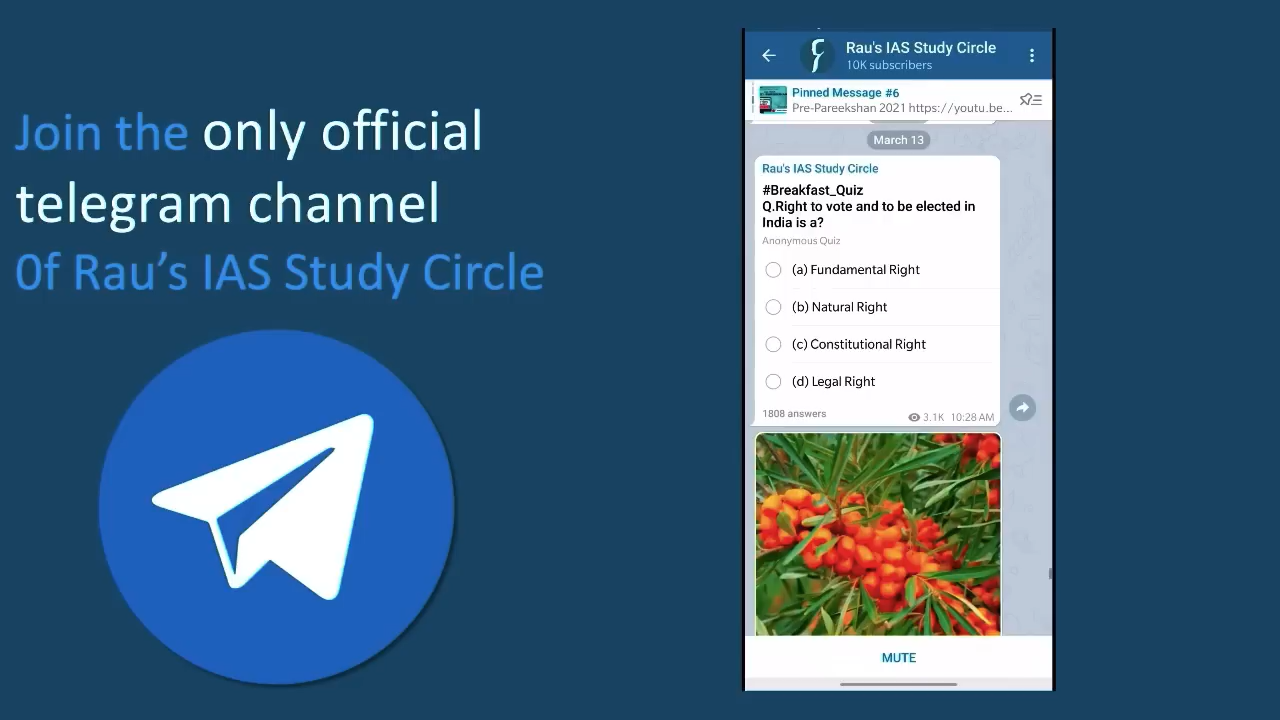 Join the only official
telegram channel
0f Rau's IAS Study Circle
Rau's IAS Study Circle
10K subscribers
Pinned Message #6
Pre-Pareekshan 2021 https://youtu.be...
March 13
Rau's IAS Study Circle
#Breakfast_Quiz
Q.Right to vote and to be elected in
India is a?
Anonymous Quiz
(a) Fundamental Right
(b) Natural Right
(c) Constitutional Right
(d) Legal Right
1808 answers
3.1K 10:28 AM
MUTE